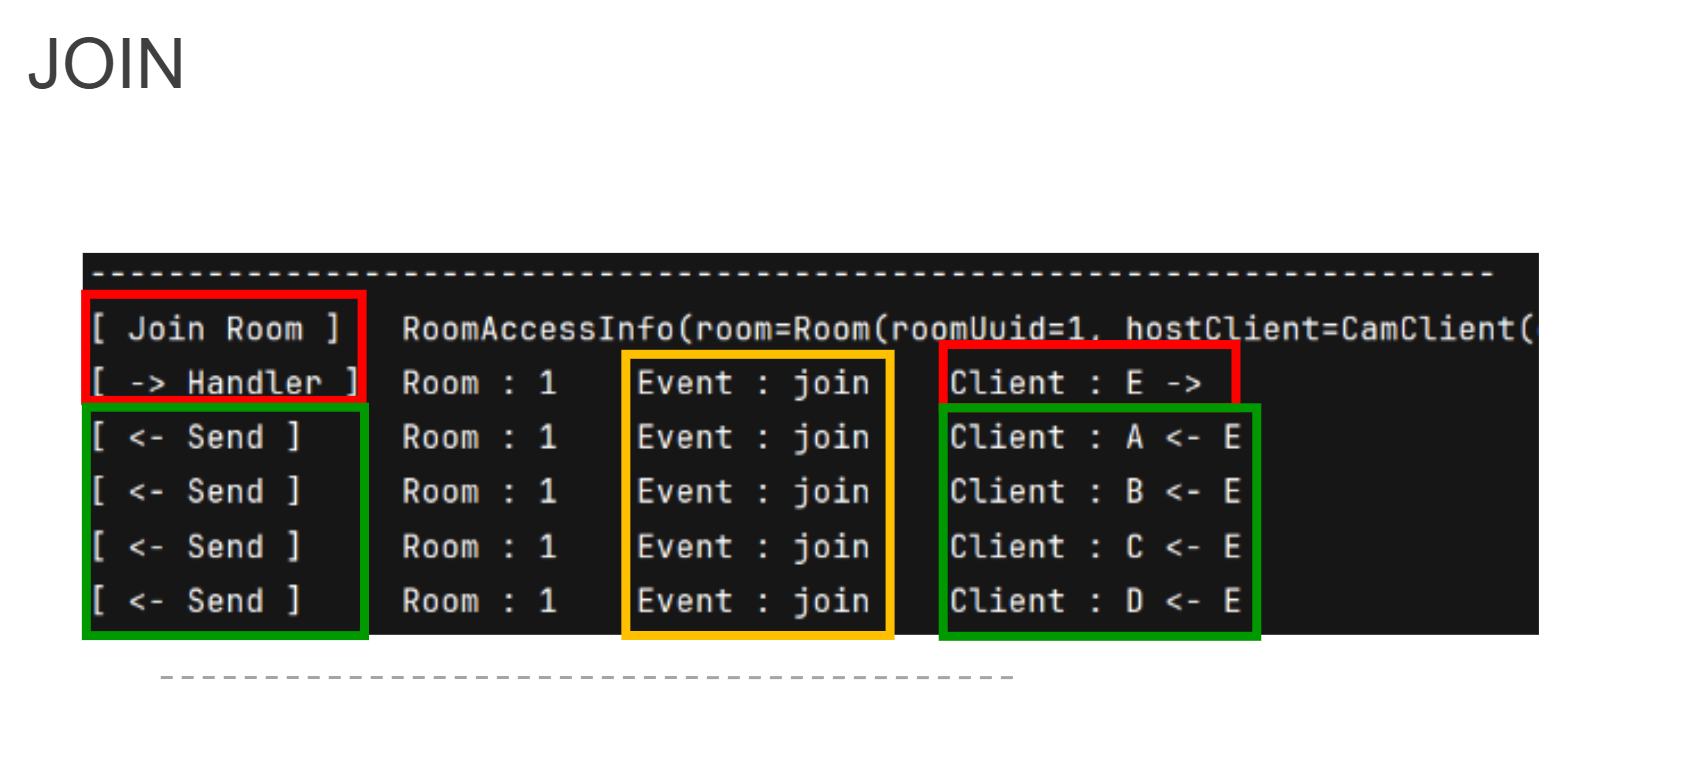 JOIN
--------------------------------------------------------------------------------
[ Join Room ]   RoomAccessInfo(room=Room(roomUuid=1, hostClient=CamClient(
[ -> Handler ]  Room : 1    Event : join    Client : E ->
[ <- Send ]     Room : 1    Event : join    Client : A <- E
[ <- Send ]     Room : 1    Event : join    Client : B <- E
[ <- Send ]     Room : 1    Event : join    Client : C <- E
[ <- Send ]     Room : 1    Event : join    Client : D <- E